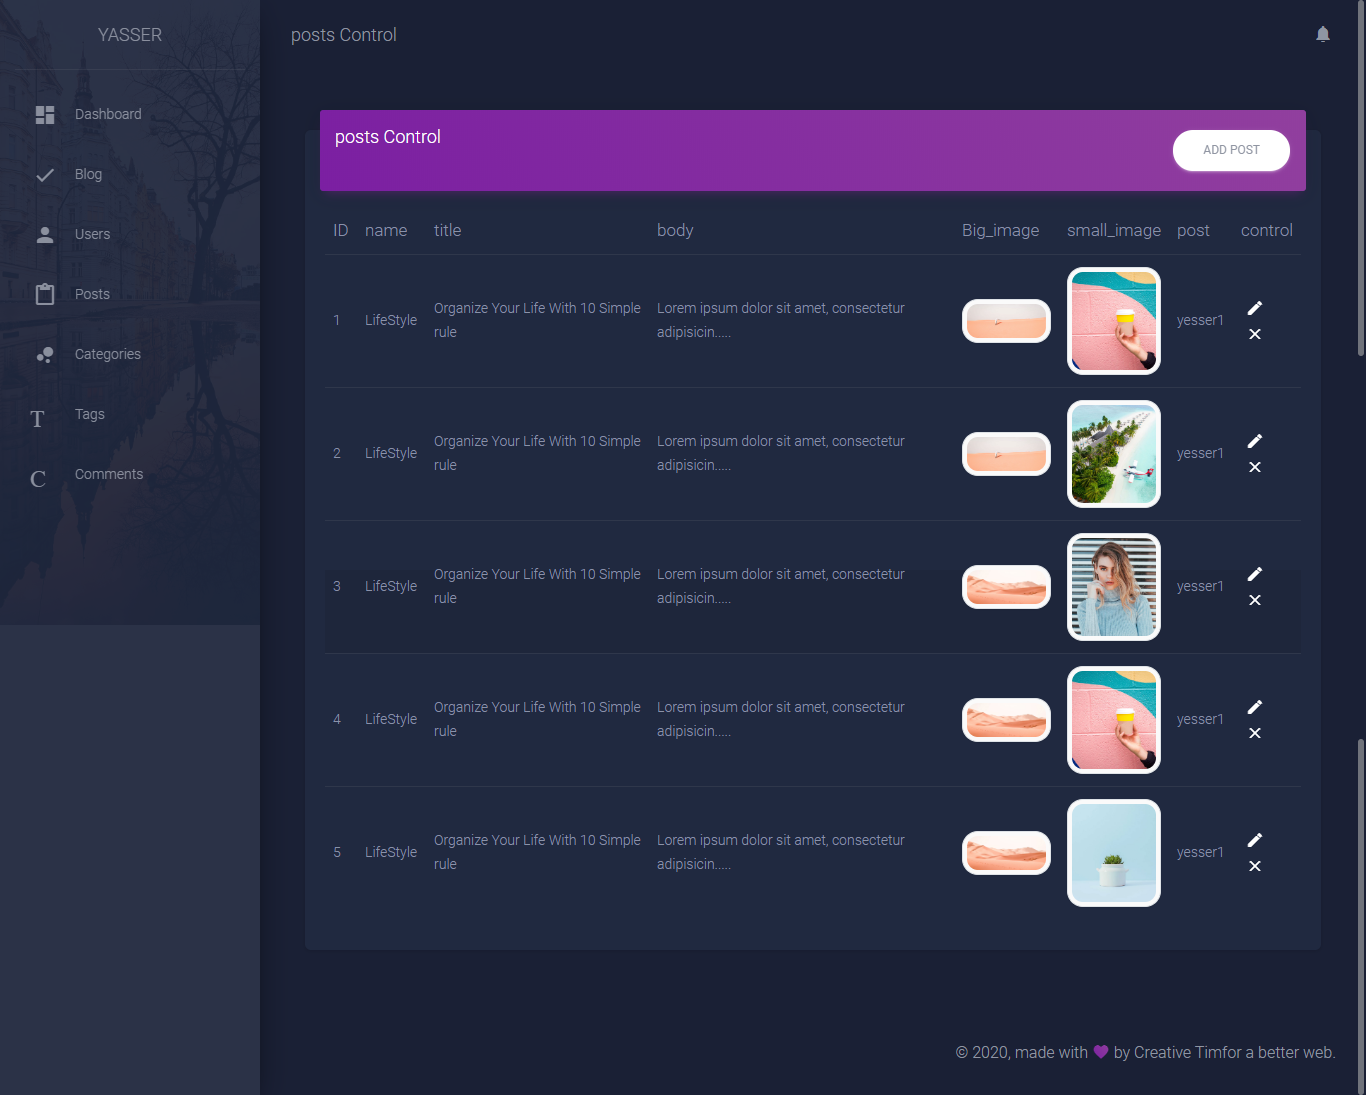 YASSER
posts Control
Dashboard
Blog
Users
Posts
Categories
T Tags
C Comments
posts Control
ADD POST
ID name title body Big_image small_image post control
1 LifeStyle Organize Your Life With 10 Simple rule Lorem ipsum dolor sit amet, consectetur adipisicin..... yesser1
2 LifeStyle Organize Your Life With 10 Simple rule Lorem ipsum dolor sit amet, consectetur adipisicin..... yesser1
3 LifeStyle Organize Your Life With 10 Simple rule Lorem ipsum dolor sit amet, consectetur adipisicin..... yesser1
4 LifeStyle Organize Your Life With 10 Simple rule Lorem ipsum dolor sit amet, consectetur adipisicin..... yesser1
5 LifeStyle Organize Your Life With 10 Simple rule Lorem ipsum dolor sit amet, consectetur adipisicin..... yesser1
© 2020, made with by Creative Timfor a better web.